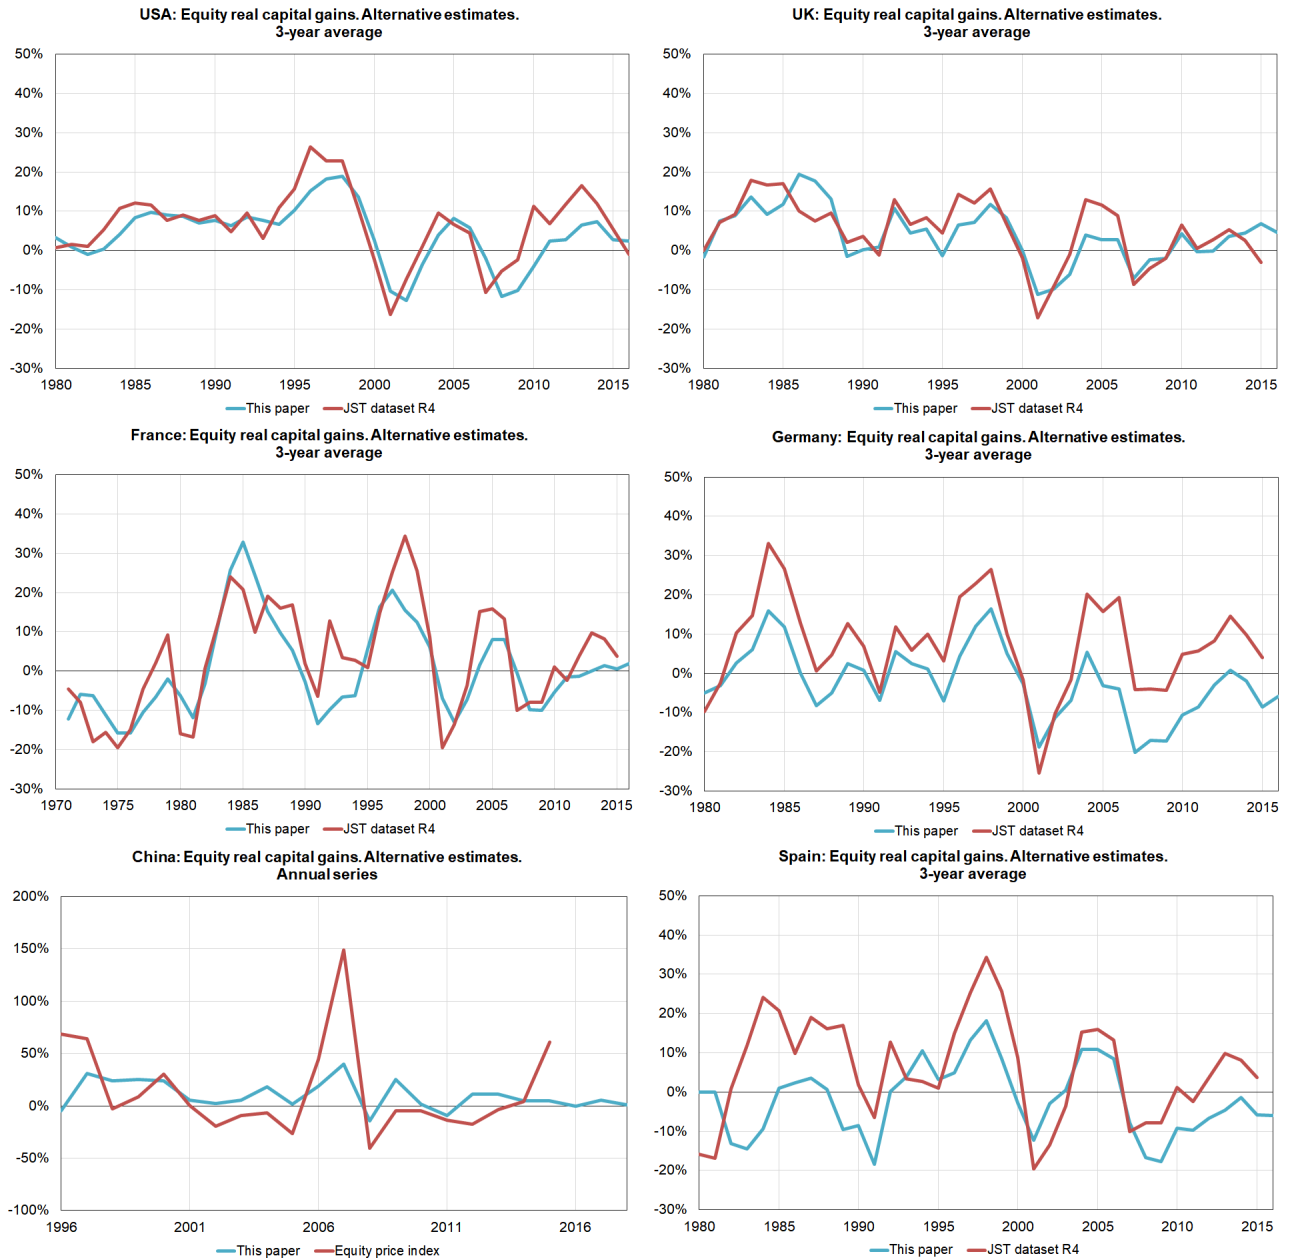 USA: Equity real capital gains. Alternative estimates.
3-year average
50%
40%
30%
20%
10%
0%
-10%
-20%
-30%
1980 1985 1990 1995 2000 2005 2010 2015
This paper JST dataset R4
UK: Equity real capital gains. Alternative estimates.
3-year average
50%
40%
30%
20%
10%
0%
-10%
-20%
-30%
1980 1985 1990 1995 2000 2005 2010 2015
This paper JST dataset R4
France: Equity real capital gains. Alternative estimates.
3-year average
50%
40%
30%
20%
10%
0%
-10%
-20%
-30%
1970 1975 1980 1985 1990 1995 2000 2005 2010 2015
This paper JST dataset R4
Germany: Equity real capital gains. Alternative estimates.
3-year average
50%
40%
30%
20%
10%
0%
-10%
-20%
-30%
1980 1985 1990 1995 2000 2005 2010 2015
This paper JST dataset R4
China: Equity real capital gains. Alternative estimates.
Annual series
200%
150%
100%
50%
0%
-50%
-100%
1996 2001 2006 2011 2016
This paper Equity price index
Spain: Equity real capital gains. Alternative estimates.
3-year average
50%
40%
30%
20%
10%
0%
-10%
-20%
-30%
1980 1985 1990 1995 2000 2005 2010 2015
This paper JST dataset R4